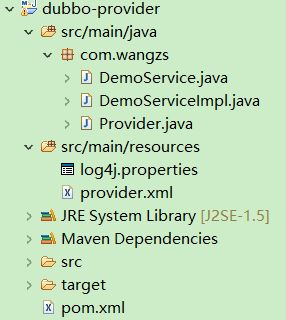 dubbo-provider
src/main/java
com.wangzs
DemoService.java
DemoServiceImpl.java
Provider.java
src/main/resources
log4j.properties
provider.xml
JRE System Library [J2SE-1.5]
Maven Dependencies
src
target
pom.xml